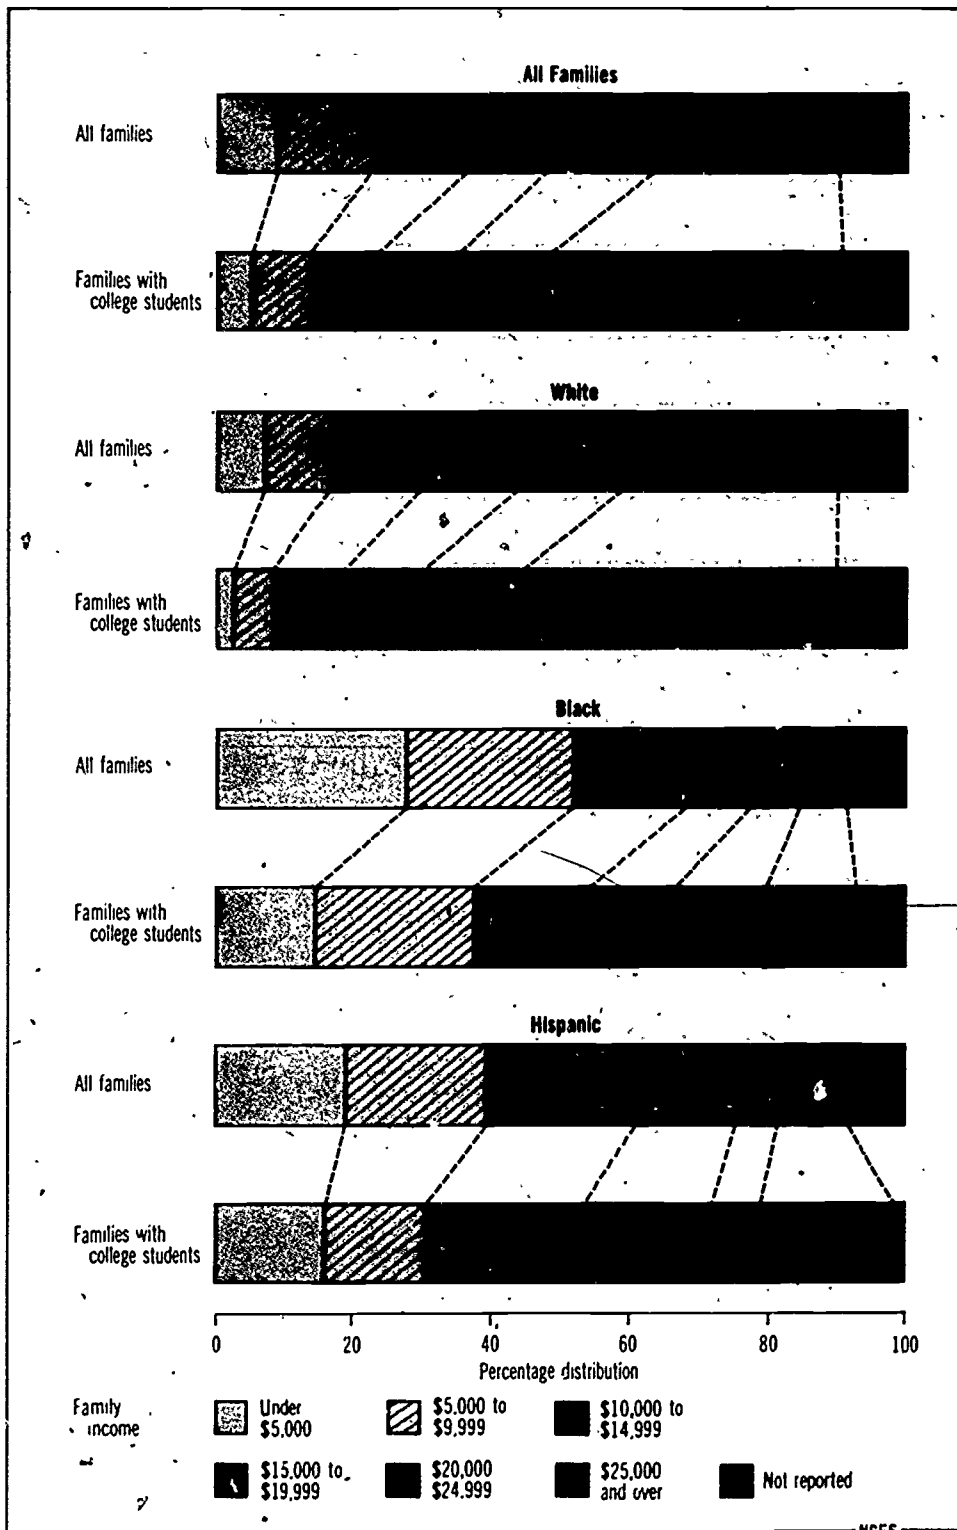 All Families
All families
Families with
college students
White
All families
Families with
college students
Black
All families
Families with
college students
Hispanic
All families
Families with
college students
0 20 40 60 80 100
Percentage distribution
Family
income
Under
$5,000
$5,000 to
$9,999
$10,000 to
$14,999
$15,000 to
$19,999
$20,000
$24,999
$25,000
and over
Not reported
NCES